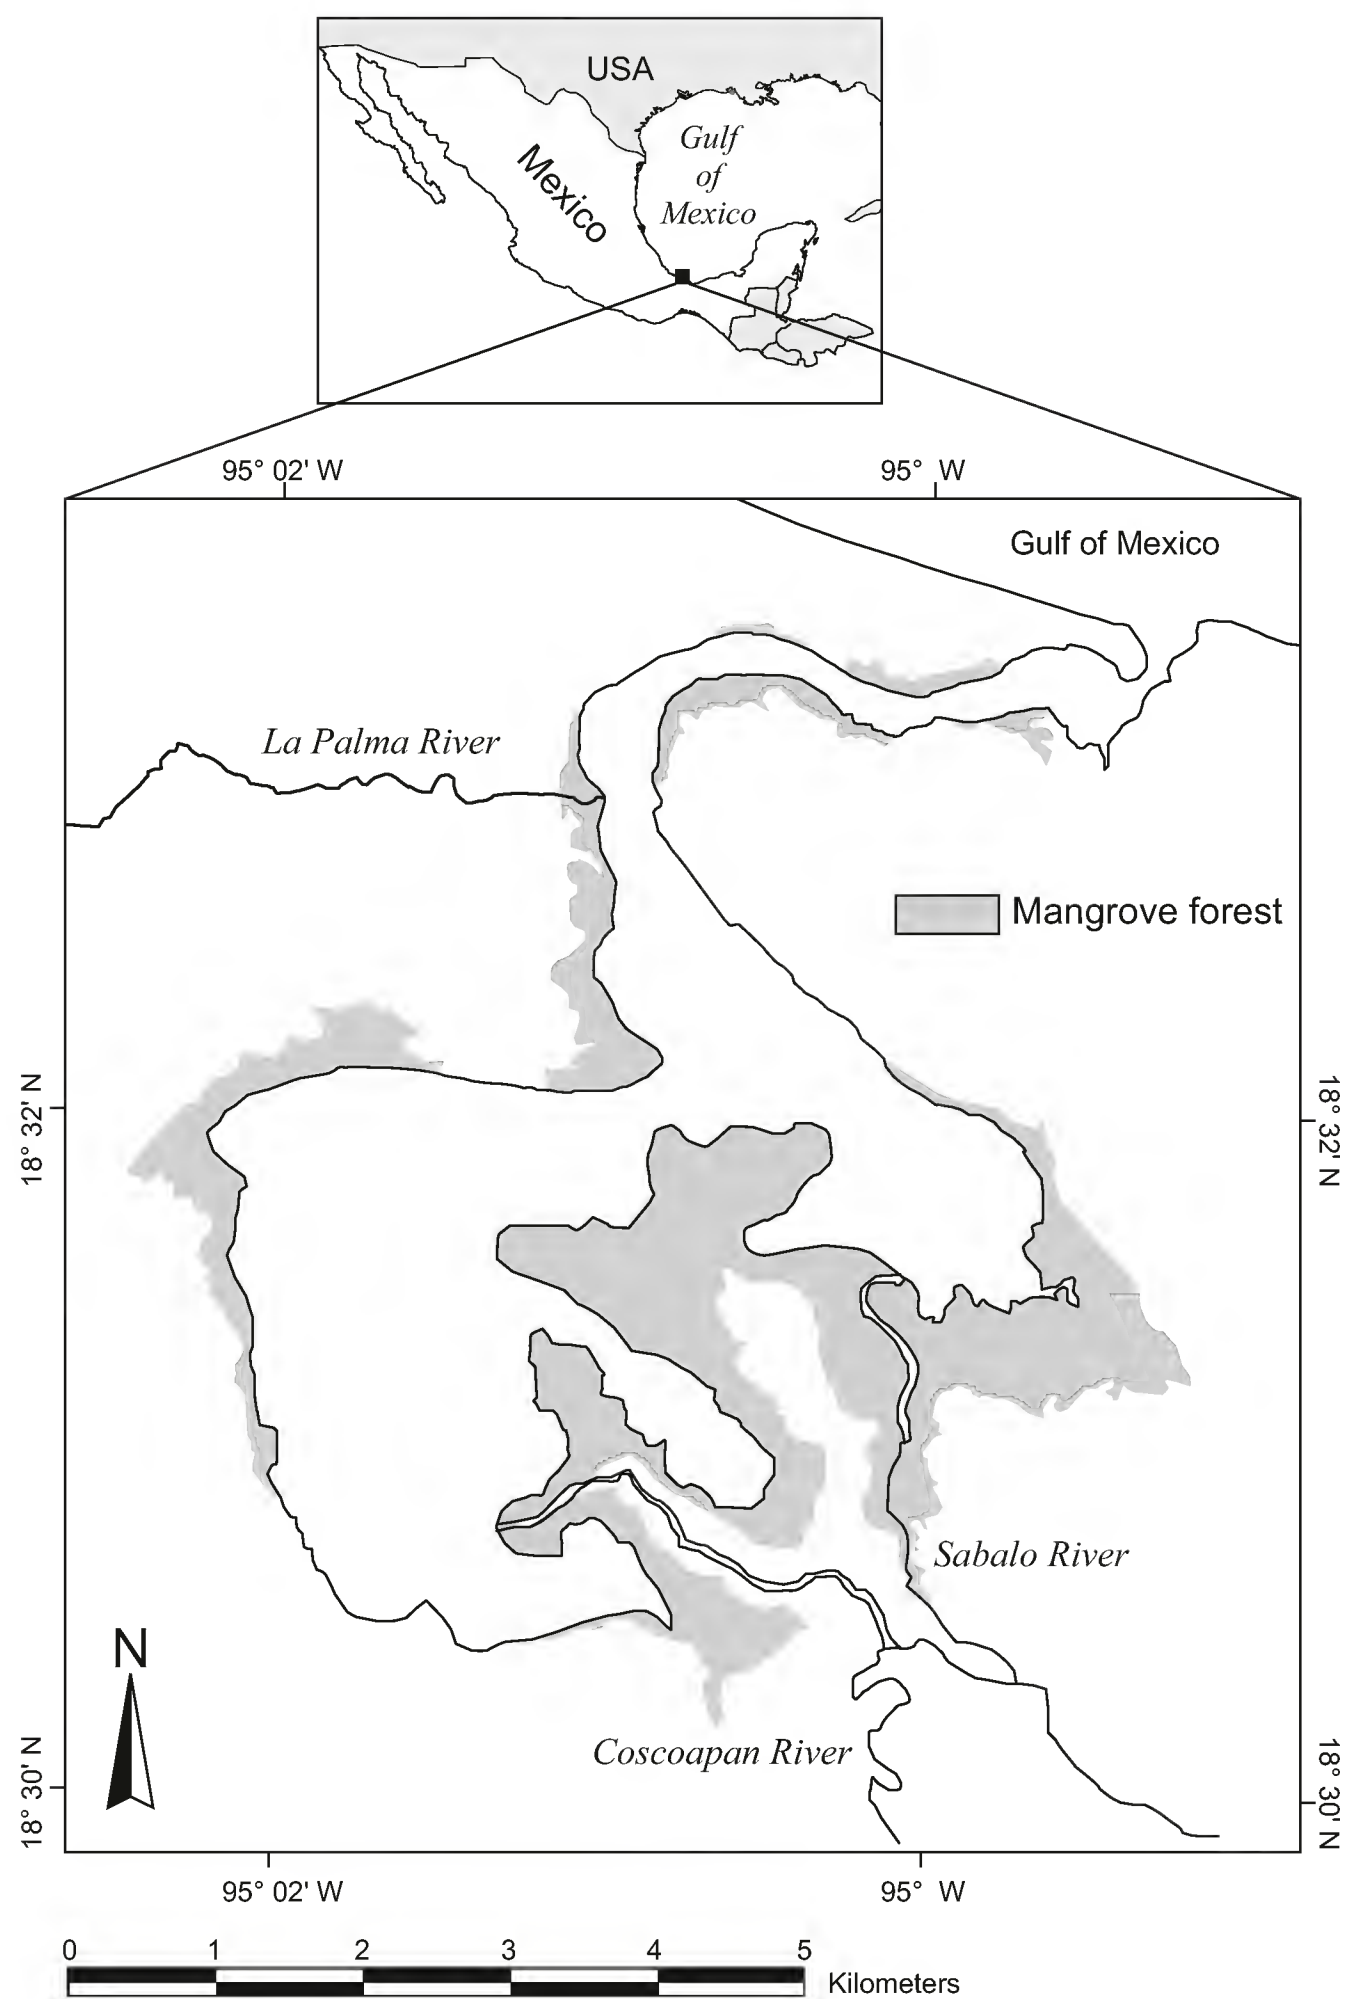 USA
Gulf
of
Mexico
Mexico
95° 02' W
95° W
Gulf of Mexico
La Palma River
Mangrove forest
18° 32' N
18° 32' N
Sabalo River
N
Coscoapan River
18° 30' N
18° 30' N
95° 02' W
95° W
0 1 2 3 4 5
Kilometers